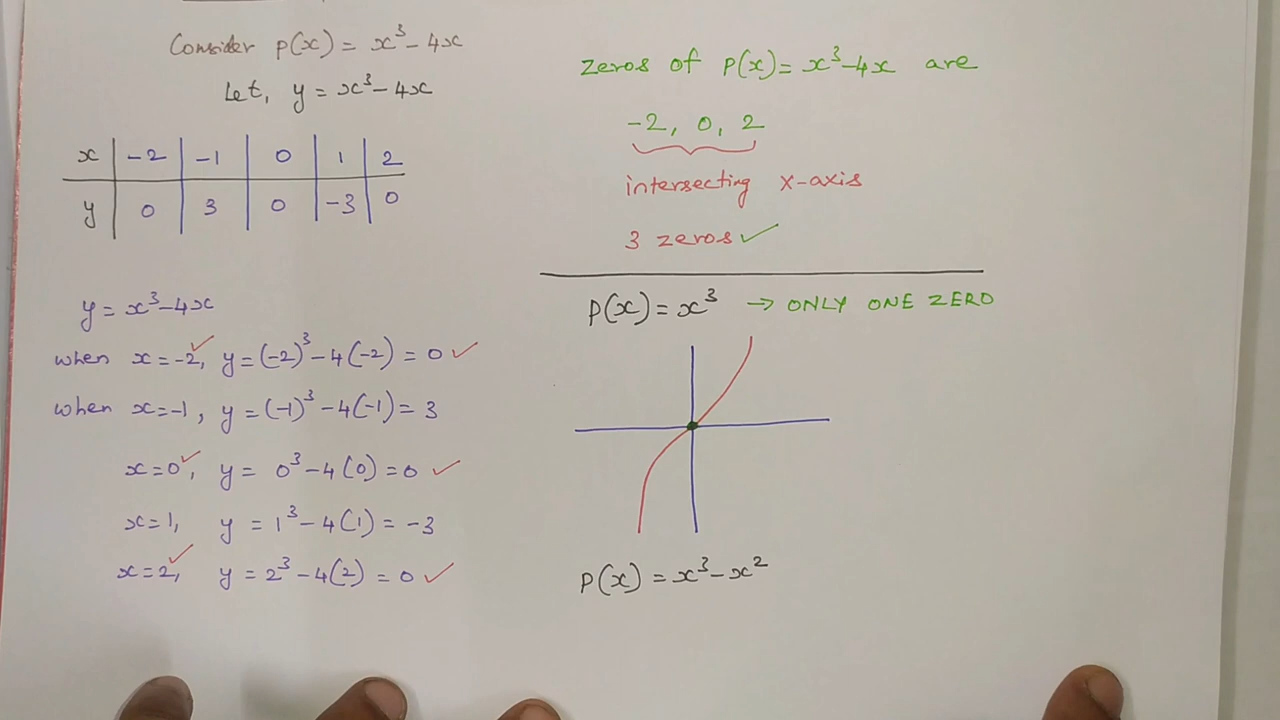 Consider p(x) = x³ - 4x
Let, y = x³ - 4x
x | -2 | -1 | 0 | 1 | 2
y | 0 | 3 | 0 | -3 | 0
y = x³ - 4x
when x = -2, y = (-2)³ - 4(-2) = 0 ✓
when x = -1, y = (-1)³ - 4(-1) = 3
x = 0, y = 0³ - 4(0) = 0 ✓
x = 1, y = 1³ - 4(1) = -3
x = 2, y = 2³ - 4(2) = 0 ✓
zeros of p(x) = x³ - 4x are
-2, 0, 2
intersecting x-axis
3 zeros ✓
P(x) = x³ → ONLY ONE ZERO
P(x) = x³ - x²